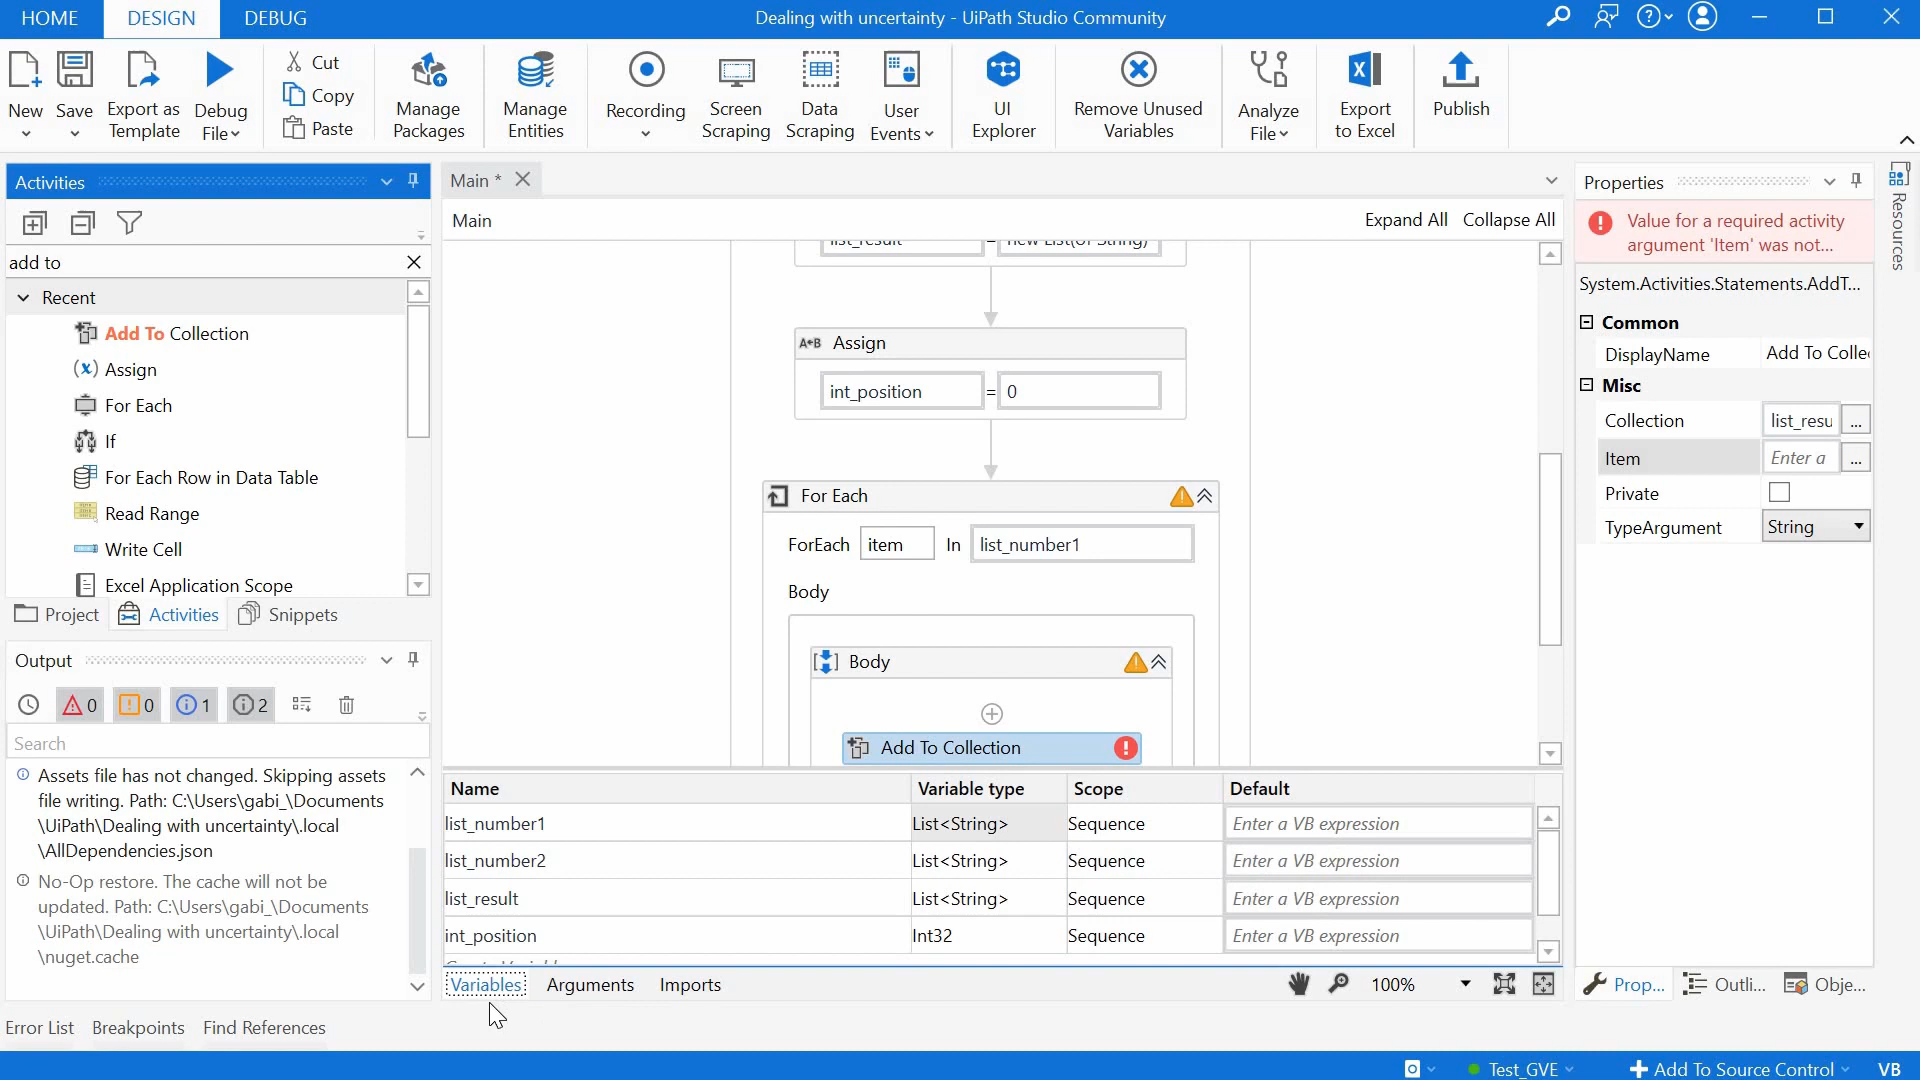 HOME
DESIGN
DEBUG
Dealing with uncertainty - UiPath Studio Community
New
Save
Export as
Template
Debug
File
Cut
Copy
Paste
Manage
Packages
Manage
Entities
Recording
Screen
Scraping
Data
Scraping
User
Events
UI
Explorer
Remove Unused
Variables
Analyze
File
Export
to Excel
Publish
Activities
add to
Recent
Add To Collection
Assign
For Each
If
For Each Row in Data Table
Read Range
Write Cell
Excel Application Scope
Project
Activities
Snippets
Output
0
0
1
2
Search
Assets file has not changed. Skipping assets
file writing. Path: C:\Users\gabi_\Documents
\UiPath\Dealing with uncertainty\.local
\AllDependencies.json
No-Op restore. The cache will not be
updated. Path: C:\Users\gabi_\Documents
\UiPath\Dealing with uncertainty\.local
\nuget.cache
Main *
Main
Expand All
Collapse All
list_result = new List(Of String)
A+B Assign
int_position = 0
For Each
ForEach item In list_number1
Body
Body
Add To Collection
Name Variable type Scope Default
list_number1 List<String> Sequence Enter a VB expression
list_number2 List<String> Sequence Enter a VB expression
list_result List<String> Sequence Enter a VB expression
int_position Int32 Sequence Enter a VB expression
Variables
Arguments
Imports
100%
Properties
Value for a required activity
argument 'Item' was not...
System.Activities.Statements.AddT...
Common
DisplayName Add To Colle
Misc
Collection list_resu ...
Item Enter a ...
Private
TypeArgument String
Prop...
Outli...
Obje...
Resources
Error List
Breakpoints
Find References
Test_GVE
Add To Source Control
VB